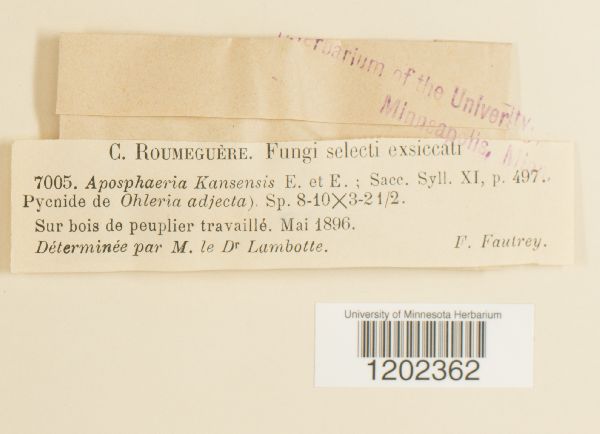 Herbarium of the University
Minneapolis,
C. ROUMEGUÈRE. Fungi selecti exsiccati
7005. Aposphaeria Kansensis E. et E. ; Sacc. Syll. XI, p. 497.
Pycnide de Ohleria adjecta). Sp. 8-10×3-2 1/2.
Sur bois de peuplier travaillé. Mai 1896.
Déterminée par M. le Dr Lambotte. F. Fautrey.
University of Minnesota Herbarium
1202362